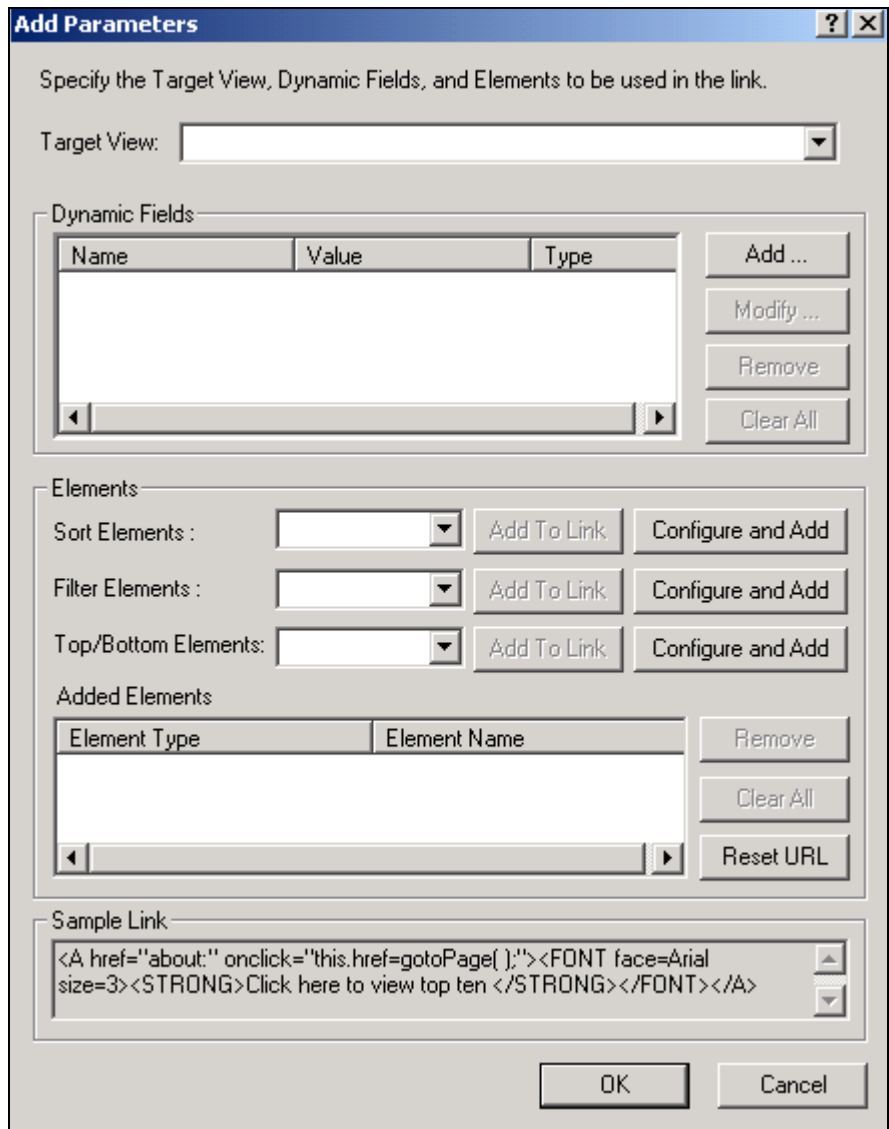 Add Parameters
Specify the Target View, Dynamic Fields, and Elements to be used in the link.
Target View:
Dynamic Fields
Name Value Type
Add ...
Modify ...
Remove
Clear All
Elements
Sort Elements : Add To Link Configure and Add
Filter Elements : Add To Link Configure and Add
Top/Bottom Elements: Add To Link Configure and Add
Added Elements
Element Type Element Name
Remove
Clear All
Reset URL
Sample Link
<A href="about:" onclick="this.href=gotoPage( );"><FONT face=Arial
size=3><STRONG>Click here to view top ten </STRONG></FONT></A>
OK Cancel